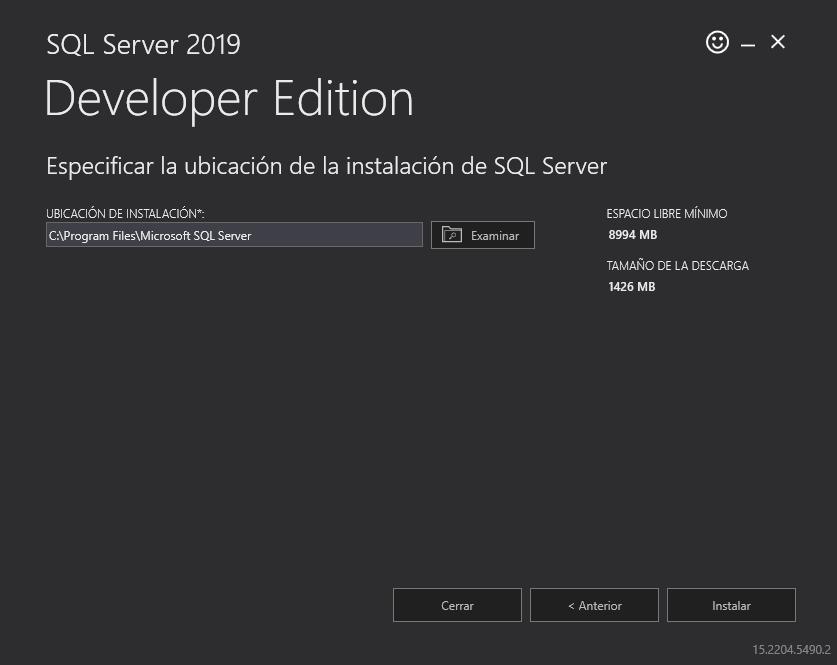 SQL Server 2019
Developer Edition
Especificar la ubicación de la instalación de SQL Server
UBICACIÓN DE INSTALACIÓN*:
C:\Program Files\Microsoft SQL Server
Examinar
ESPACIO LIBRE MÍNIMO
8994 MB
TAMAÑO DE LA DESCARGA
1426 MB
Cerrar
< Anterior
Instalar
15.2204.5490.2